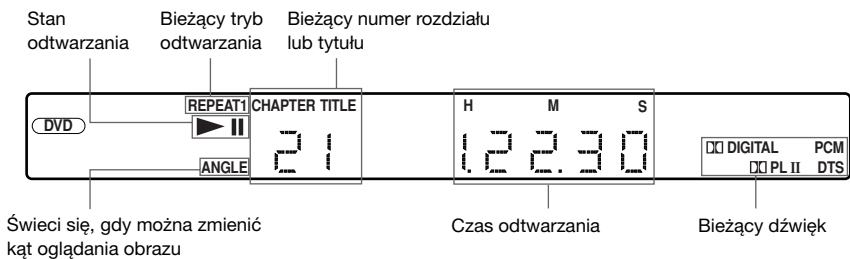 Stan
odtwarzania
Bieżący tryb
odtwarzania
Bieżący numer rozdziału
lub tytułu
DVD
REPEAT1
CHAPTER TITLE
21
ANGLE
H M S
1.22.30
DIGITAL PCM
PL II DTS
Świeci się, gdy można zmienić
kąt oglądania obrazu
Czas odtwarzania
Bieżący dźwięk